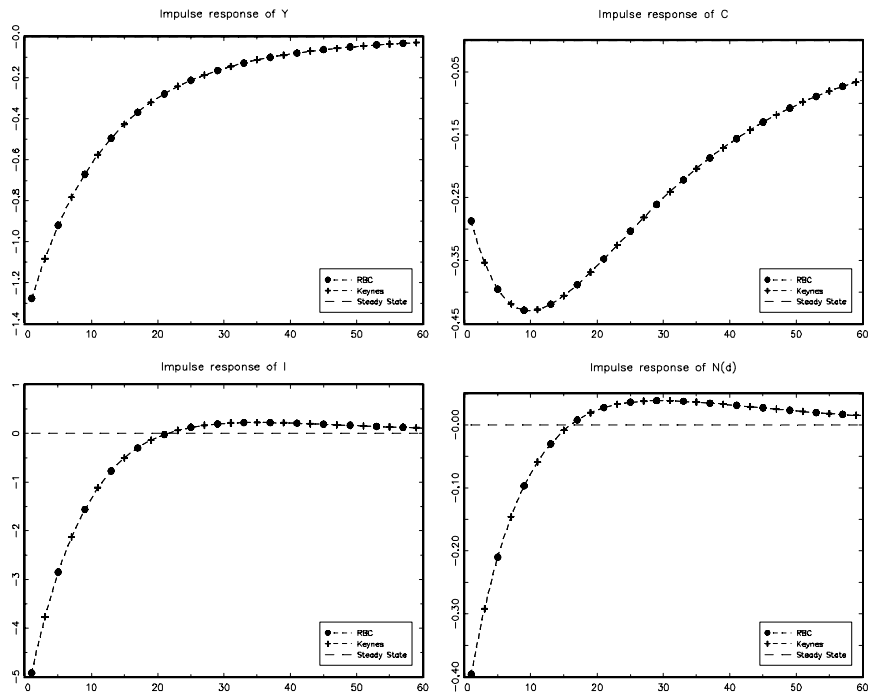 Impulse response of Y
-0.0
-0.2
-0.4
-0.6
-0.8
-1.0
-1.2
-1.4
0 10 20 30 40 50 60
RBC
Keynes
Steady State
Impulse response of C
-0.05
-0.15
-0.25
-0.35
-0.45
0 10 20 30 40 50 60
RBC
Keynes
Steady State
Impulse response of I
1
0
-1
-2
-3
-4
-5
0 10 20 30 40 50 60
RBC
Keynes
Steady State
Impulse response of N(d)
-0.00
-0.10
-0.20
-0.30
-0.40
0 10 20 30 40 50 60
RBC
Keynes
Steady State